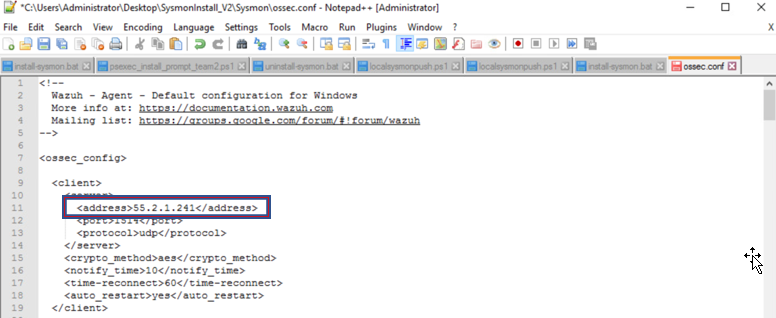 *C:\Users\Administrator\Desktop\SysmonInstall_V2\Sysmon\ossec.conf - Notepad++ [Administrator]
File Edit Search View Encoding Language Settings Tools Macro Run Plugins Window ? X
install-sysmon.bat psexec_install_prompt_team2.ps1 uninstall-sysmon.bat localsysmonpush.ps1 localsysmonpush.ps1 install-sysmon.bat ossec.conf
1 <!--
2 Wazuh - Agent - Default configuration for Windows
3 More info at: https://documentation.wazuh.com
4 Mailing list: https://groups.google.com/forum/#!forum/wazuh
5 -->
6
7 <ossec_config>
8
9 <client>
10 <server>
11 <address>55.2.1.241</address>
12 <port>1514</port>
13 <protocol>udp</protocol>
14 </server>
15 <crypto_method>aes</crypto_method>
16 <notify_time>10</notify_time>
17 <time-reconnect>60</time-reconnect>
18 <auto_restart>yes</auto_restart>
19 </client>